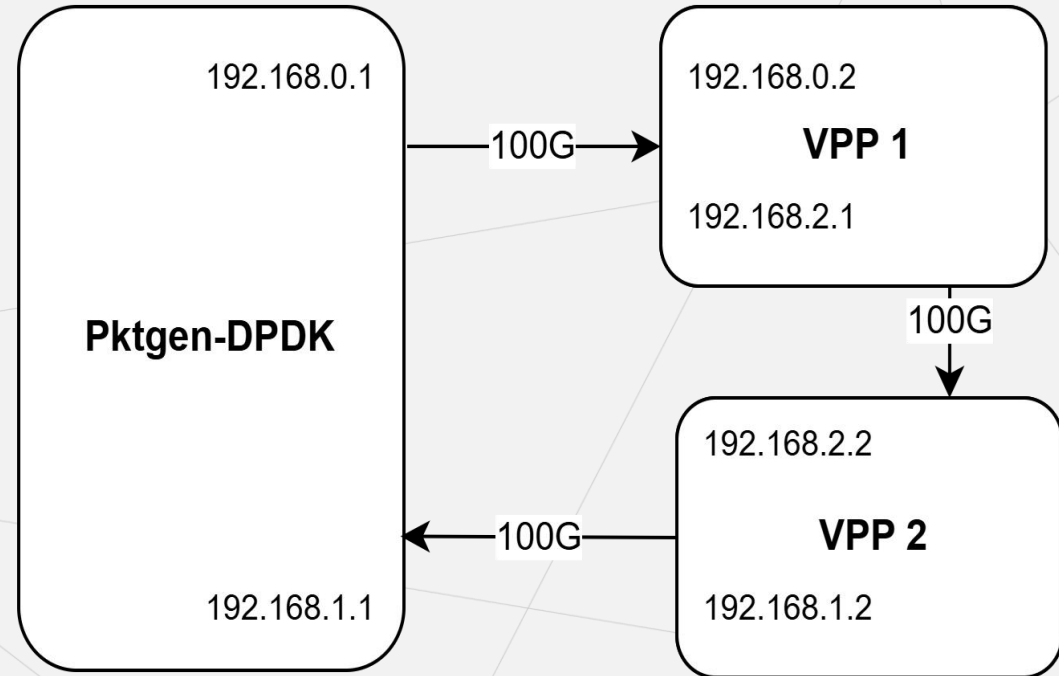 192.168.0.1
Pktgen-DPDK
192.168.1.1
100G
192.168.0.2
VPP 1
192.168.2.1
100G
192.168.2.2
VPP 2
192.168.1.2
100G